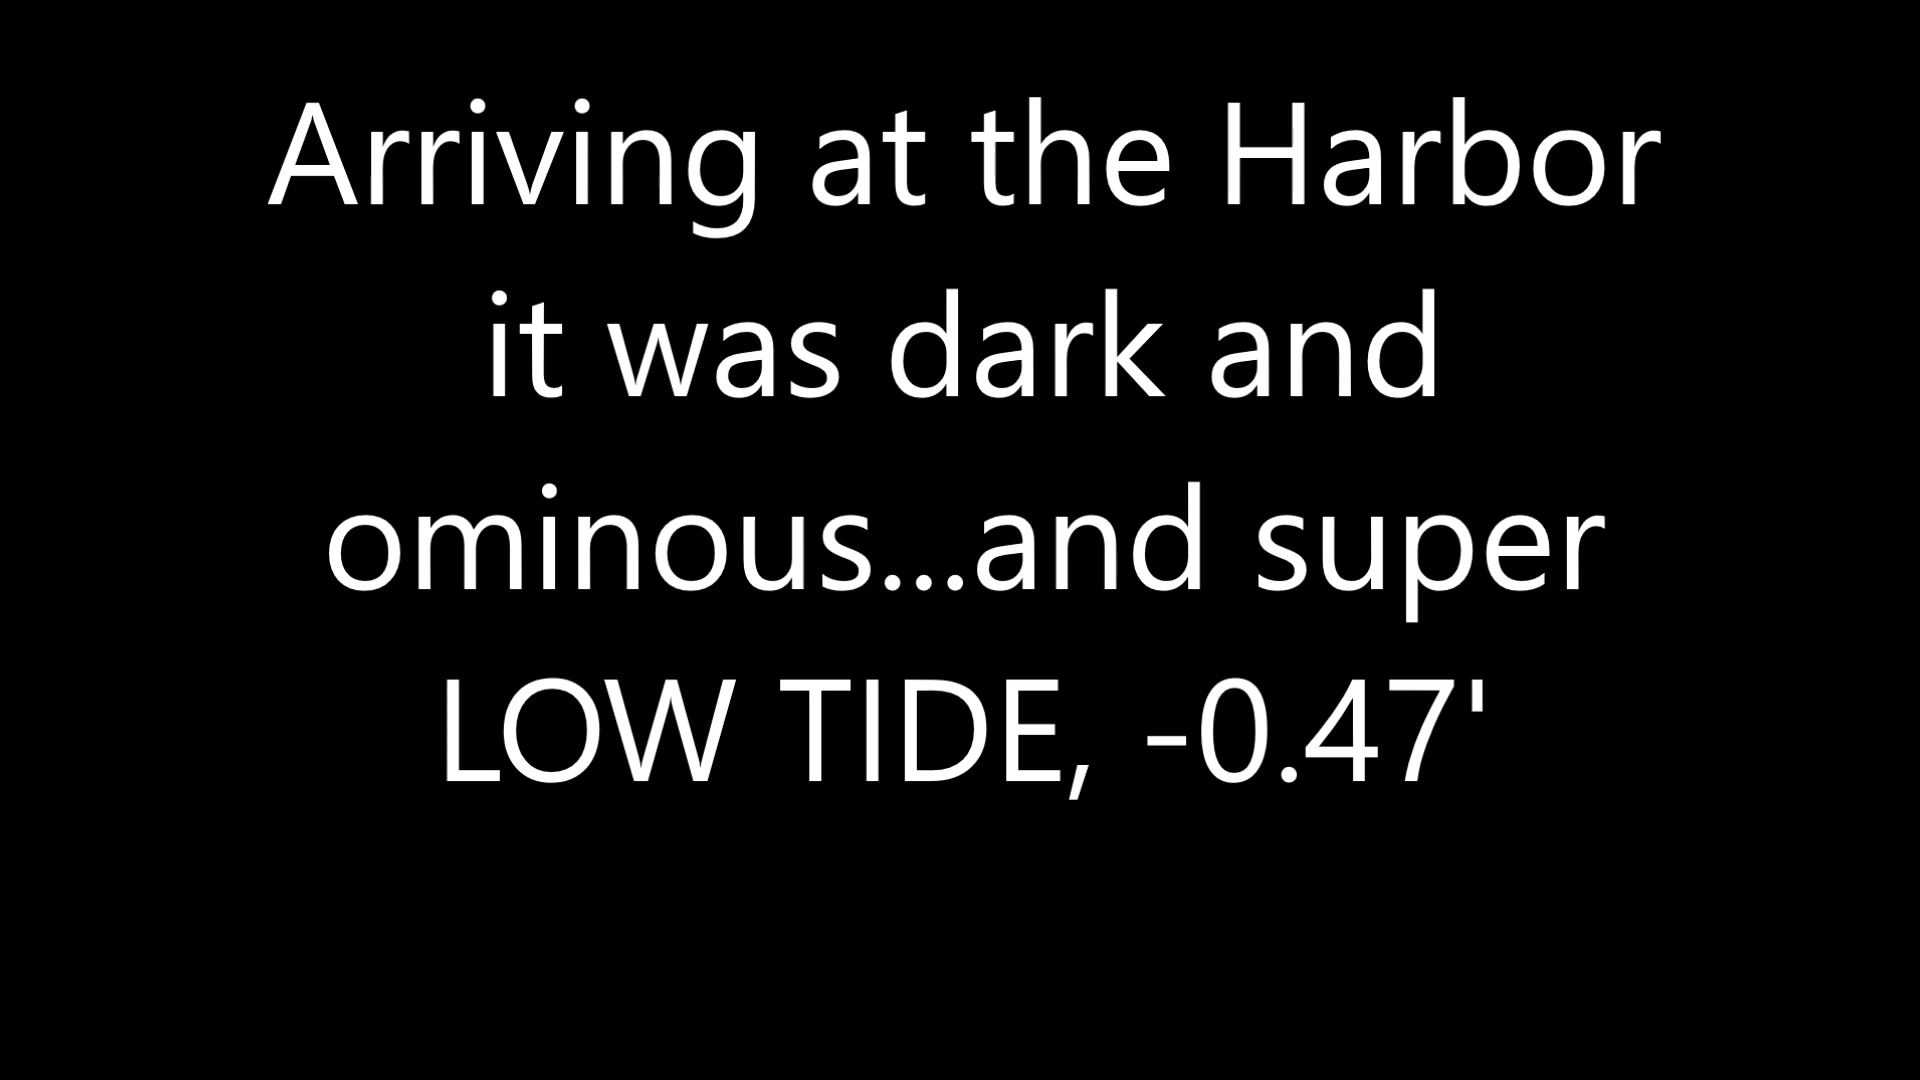 Arriving at the Harbor
it was dark and
ominous...and super
LOW TIDE, -0.47'